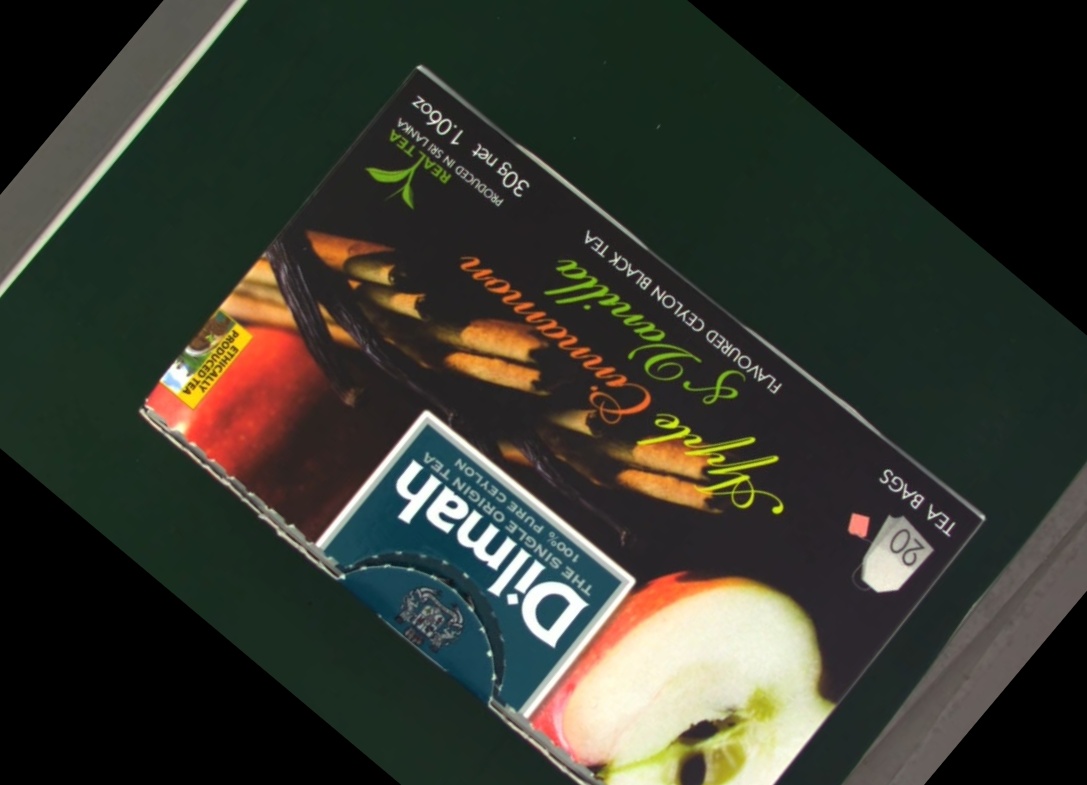 Dilmah
THE SINGLE ORIGIN TEA
100% PURE CEYLON
ETHICALLY
PRODUCED TEA
Apple Cinnamon
& Vanilla
FLAVOURED CEYLON BLACK TEA
20
TEA BAGS
REAL TEA
PRODUCED IN SRI LANKA
30g net 1.06oz